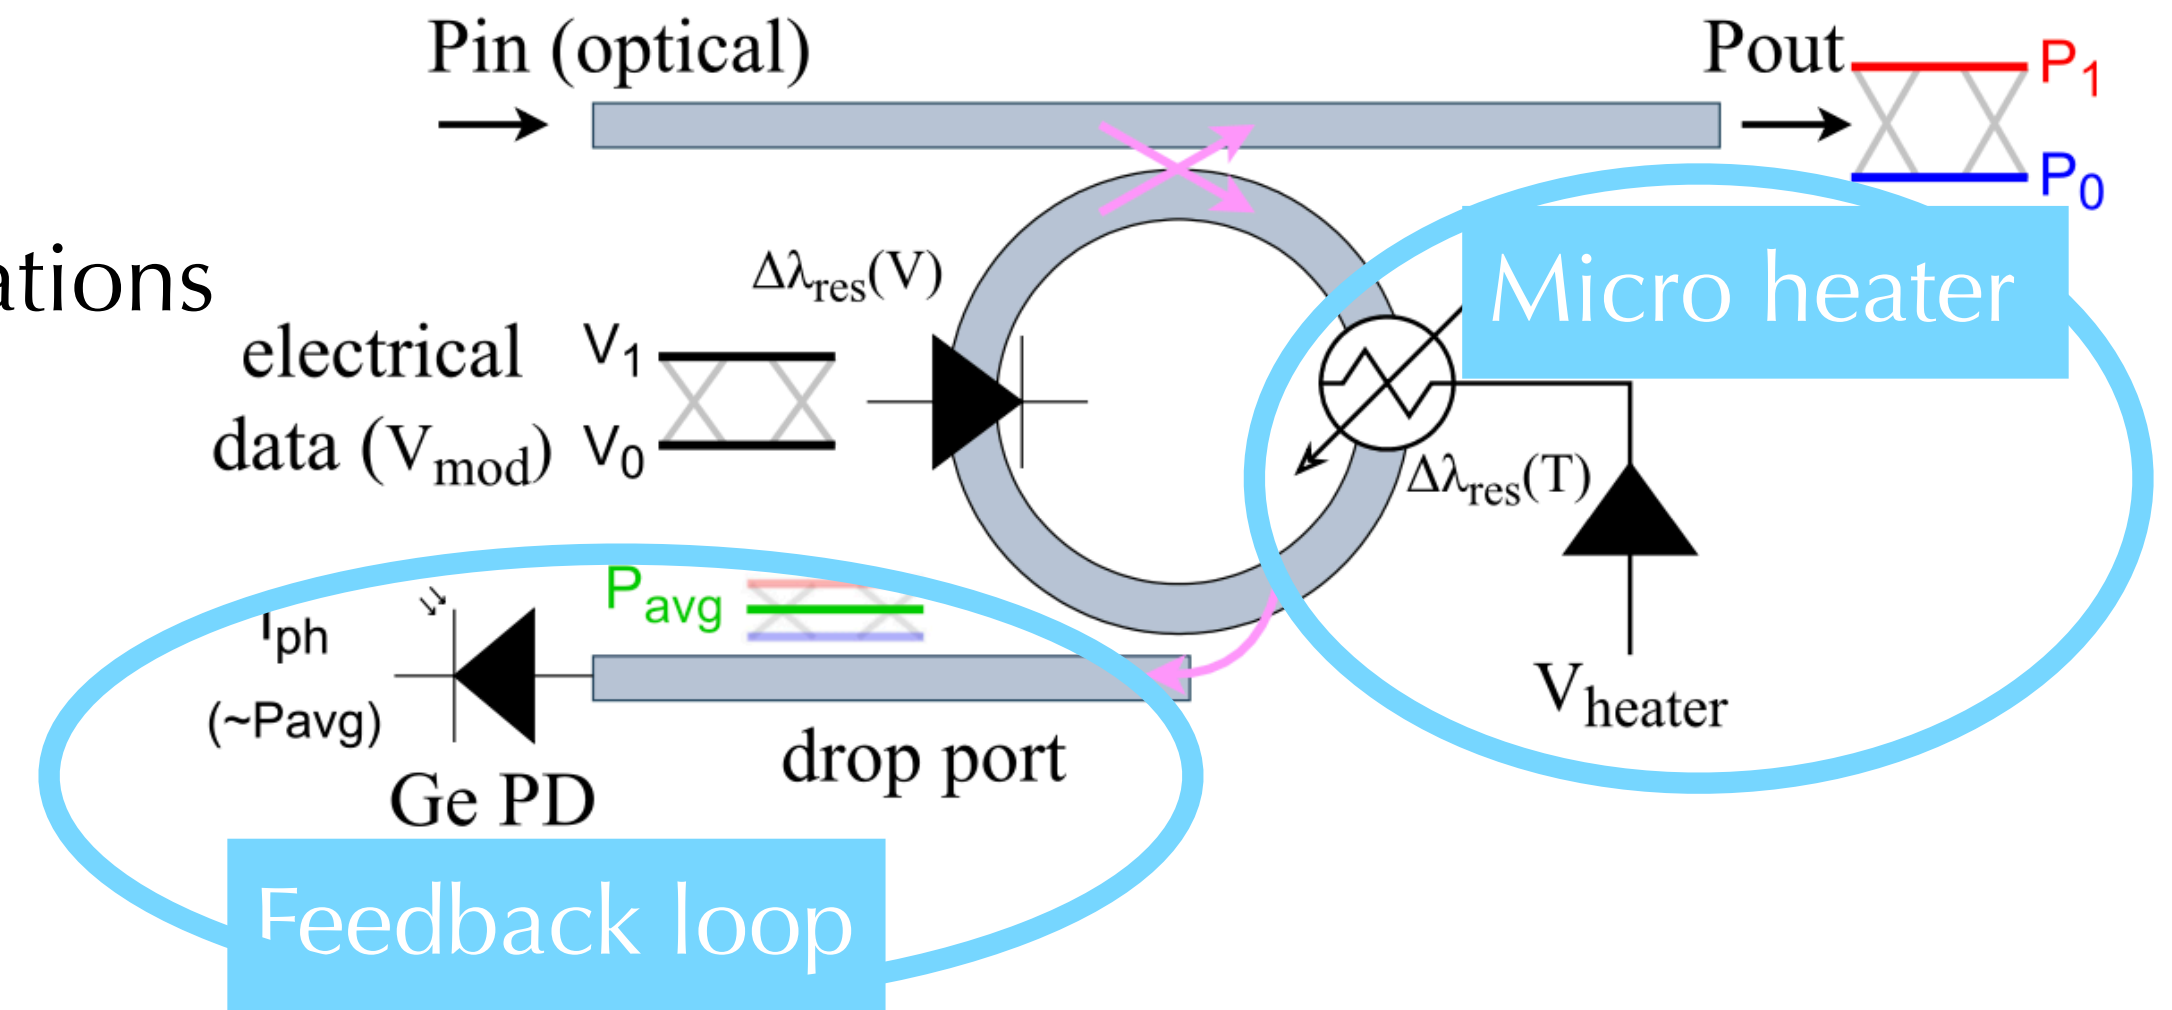 Pin (optical)
Pout
P1
P0
ations
Δλres(V)
Micro heater
electrical
data (Vmod)
V1
V0
Δλres(T)
Pavg
Iph
(~Pavg)
Vheater
drop port
Ge PD
Feedback loop